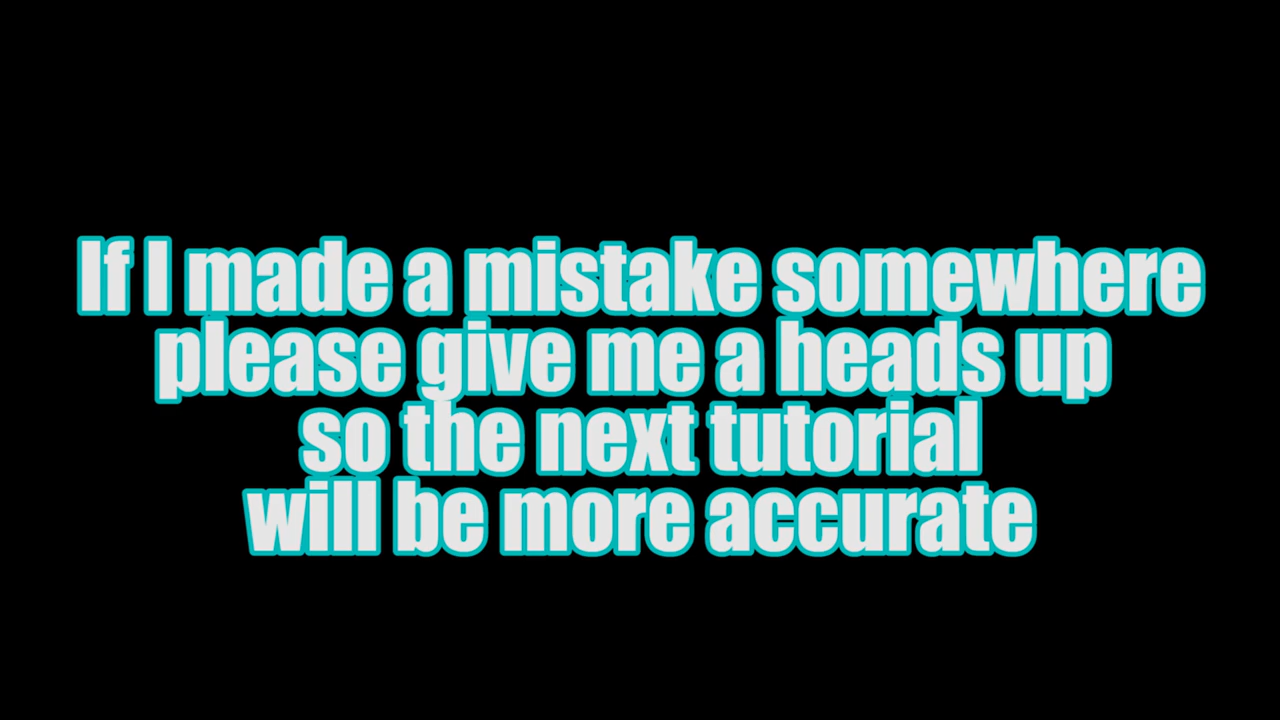 If I made a mistake somewhere
please give me a heads up
so the next tutorial
will be more accurate